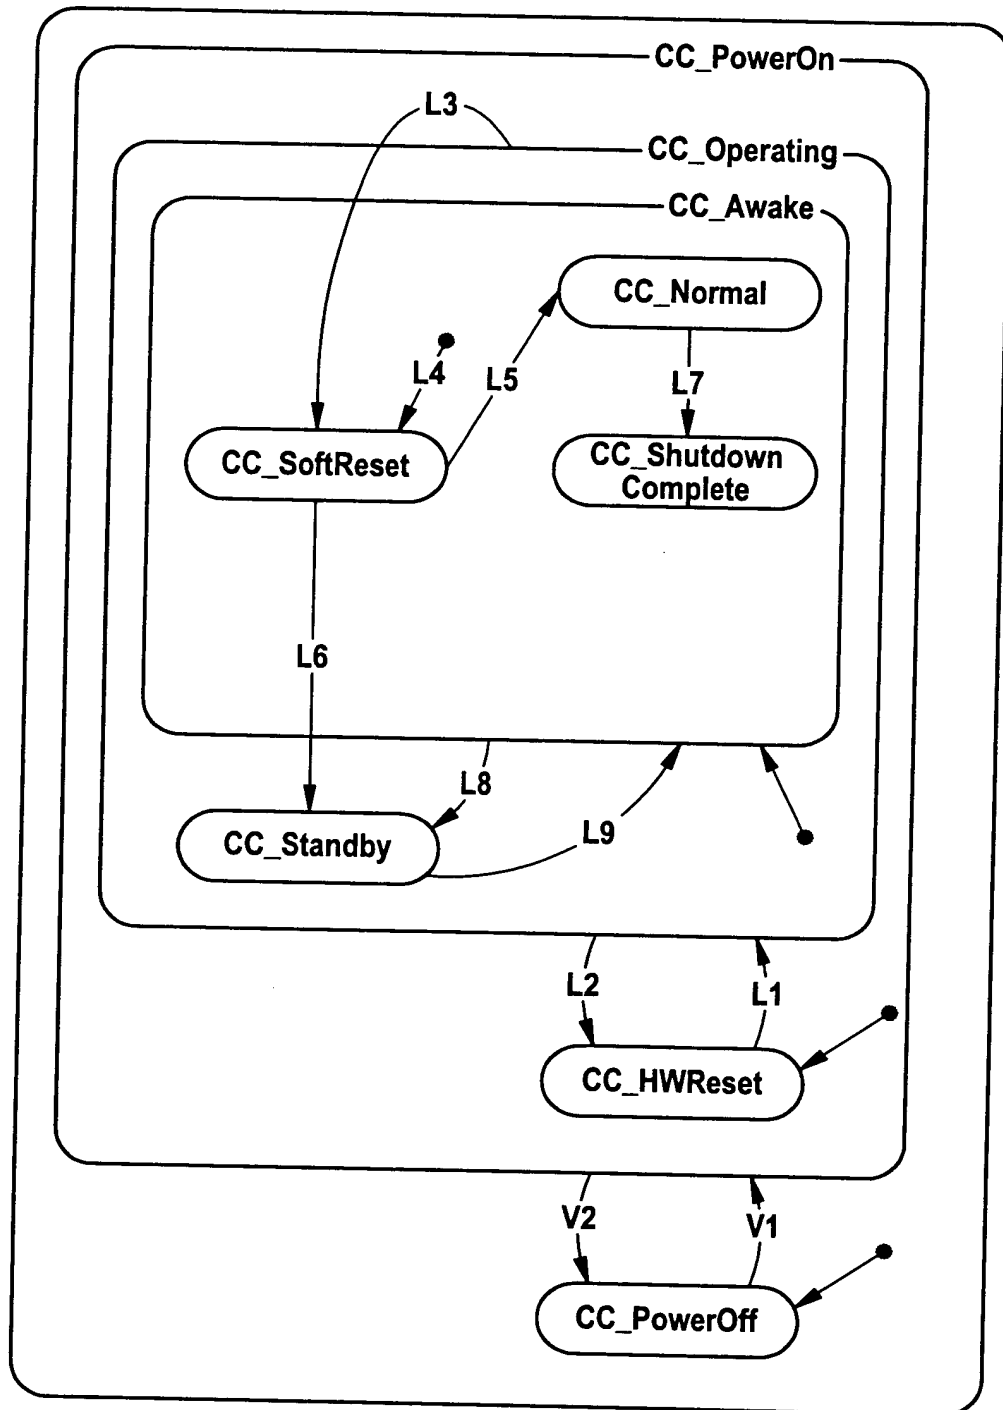 CC_PowerOn
L3
CC_Operating
CC_Awake
CC_Normal
L4
L5
L7
CC_SoftReset
CC_Shutdown
Complete
L6
L8
L9
CC_Standby
L2
L1
CC_HWReset
V2
V1
CC_PowerOff